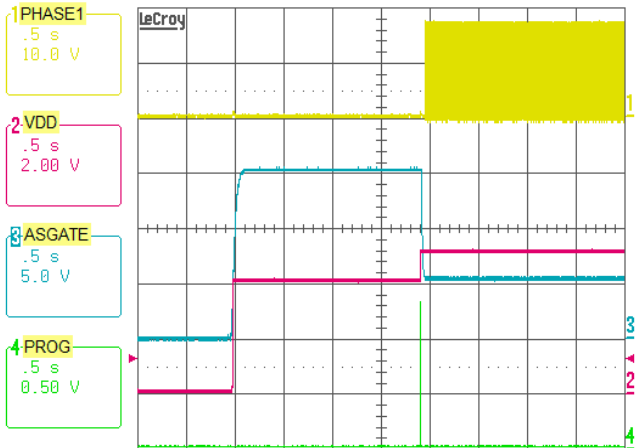 1 PHASE1
.5 s
10.0 V
LeCroy
1
2 VDD
.5 s
2.00 V
3 ASGATE
.5 s
5.0 V
3
4 PROG
.5 s
0.50 V
2
4